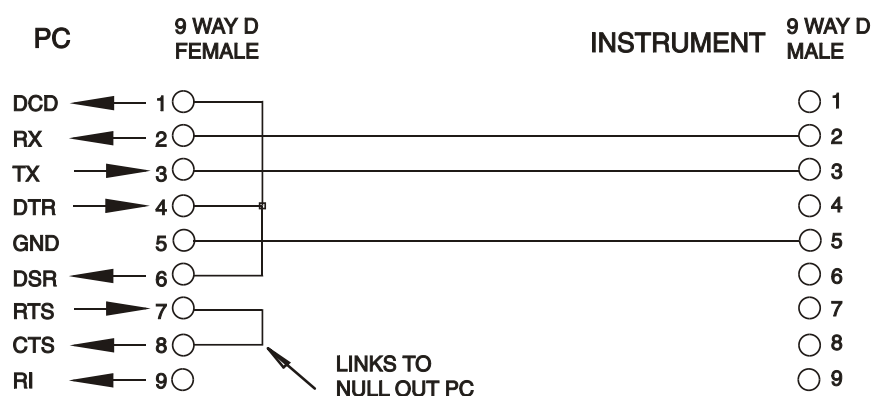 PC
9 WAY D
FEMALE
INSTRUMENT
9 WAY D
MALE
DCD 1 1
RX 2 2
TX 3 3
DTR 4 4
GND 5 5
DSR 6 6
RTS 7 7
CTS 8 8
RI 9 9
LINKS TO
NULL OUT PC